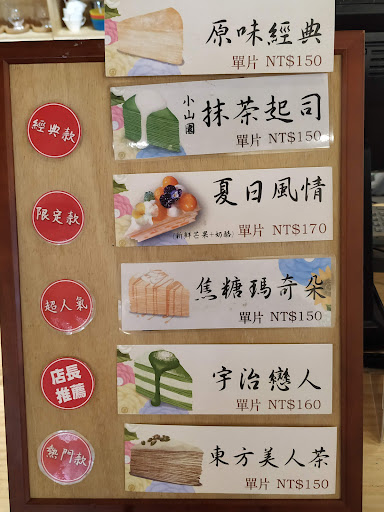 原味經典
單片 NT$150
經典款
小山園
抹茶起司
單片 NT$150
限定款
夏日風情
(新鮮芒果+奶酪) 單片 NT$170
超人氣
焦糖瑪奇朵
單片 NT$150
店長
推薦
宇治戀人
單片 NT$160
熱門款
東方美人茶
單片 NT$150